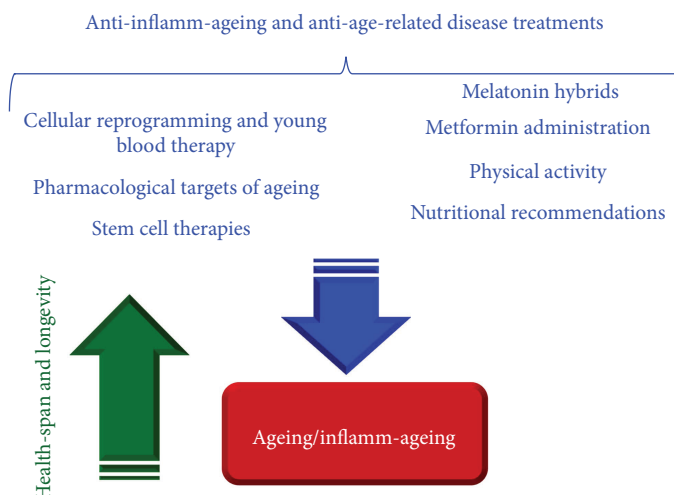 Anti-inflamm-ageing and anti-age-related disease treatments
Cellular reprogramming and young
blood therapy
Pharmacological targets of ageing
Stem cell therapies
Melatonin hybrids
Metformin administration
Physical activity
Nutritional recommendations
Health-span and longevity
Ageing/inflamm-ageing